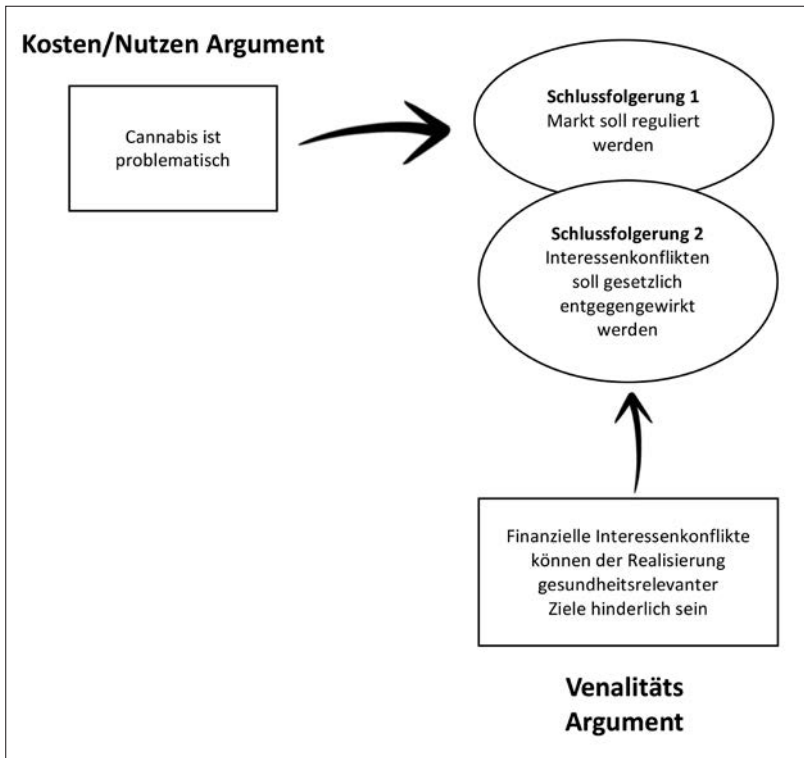 Kosten/Nutzen Argument
Cannabis ist
problematisch
Schlussfolgerung 1
Markt soll reguliert
werden
Schlussfolgerung 2
Interessenkonflikten
soll gesetzlich
entgegengewirkt
werden
Finanzielle Interessenkonflikte
können der Realisierung
gesundheitsrelevanter
Ziele hinderlich sein
Venalitäts
Argument